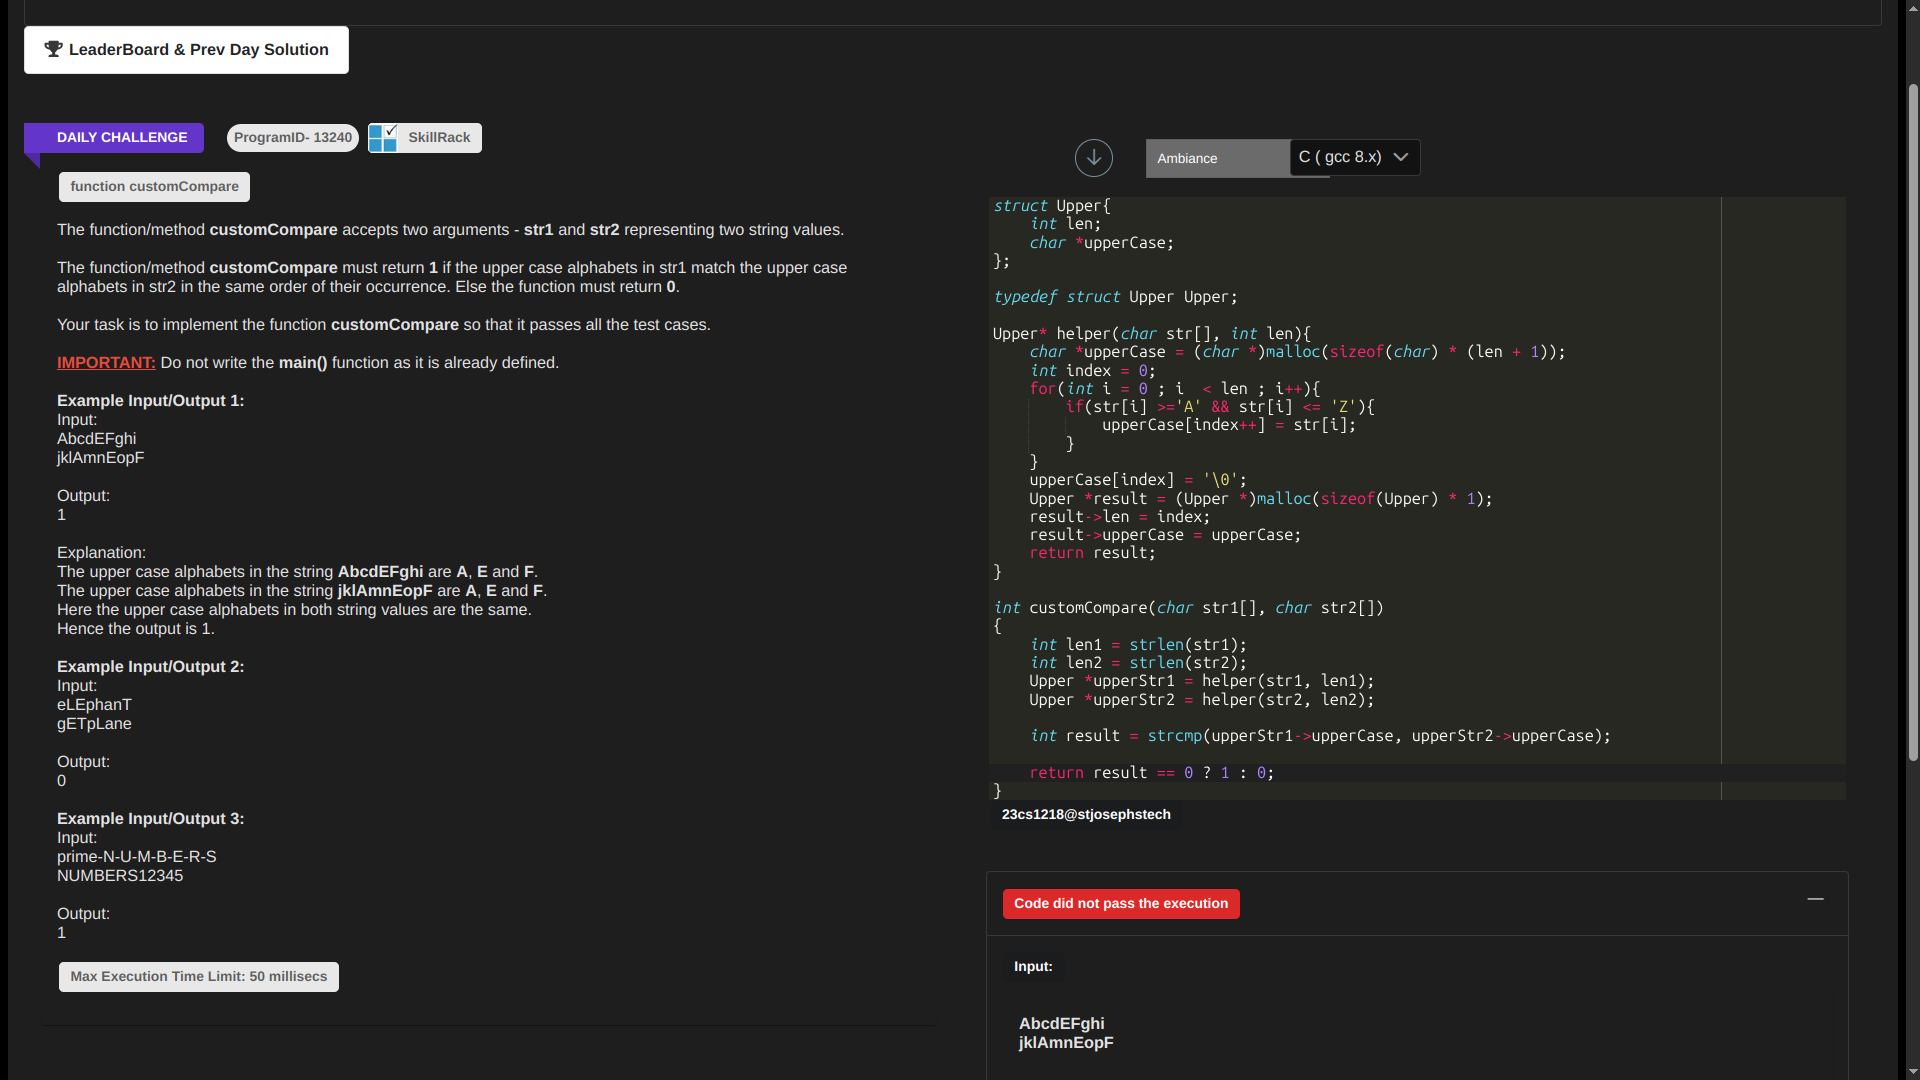 LeaderBoard & Prev Day Solution
DAILY CHALLENGE
ProgramID- 13240
SkillRack
function customCompare
The function/method customCompare accepts two arguments - str1 and str2 representing two string values.
The function/method customCompare must return 1 if the upper case alphabets in str1 match the upper case
alphabets in str2 in the same order of their occurrence. Else the function must return 0.
Your task is to implement the function customCompare so that it passes all the test cases.
IMPORTANT: Do not write the main() function as it is already defined.
Example Input/Output 1:
Input:
AbcdEFghi
jklAmnEopF
Output:
1
Explanation:
The upper case alphabets in the string AbcdEFghi are A, E and F.
The upper case alphabets in the string jklAmnEopF are A, E and F.
Here the upper case alphabets in both string values are the same.
Hence the output is 1.
Example Input/Output 2:
Input:
eLEphanT
gETpLane
Output:
0
Example Input/Output 3:
Input:
prime-N-U-M-B-E-R-S
NUMBERS12345
Output:
1
Max Execution Time Limit: 50 millisecs
Ambiance
C ( gcc 8.x)
struct Upper{
    int len;
    char *upperCase;
};
typedef struct Upper Upper;
Upper* helper(char str[], int len){
    char *upperCase = (char *)malloc(sizeof(char) * (len + 1));
    int index = 0;
    for(int i = 0 ; i  < len ; i++){
        if(str[i] >='A' && str[i] <= 'Z'){
            upperCase[index++] = str[i];
        }
    }
    upperCase[index] = '\0';
    Upper *result = (Upper *)malloc(sizeof(Upper) * 1);
    result->len = index;
    result->upperCase = upperCase;
    return result;
}
int customCompare(char str1[], char str2[])
{
    int len1 = strlen(str1);
    int len2 = strlen(str2);
    Upper *upperStr1 = helper(str1, len1);
    Upper *upperStr2 = helper(str2, len2);
    int result = strcmp(upperStr1->upperCase, upperStr2->upperCase);
    return result == 0 ? 1 : 0;
}
23cs1218@stjosephstech
Code did not pass the execution
Input:
AbcdEFghi
jklAmnEopF